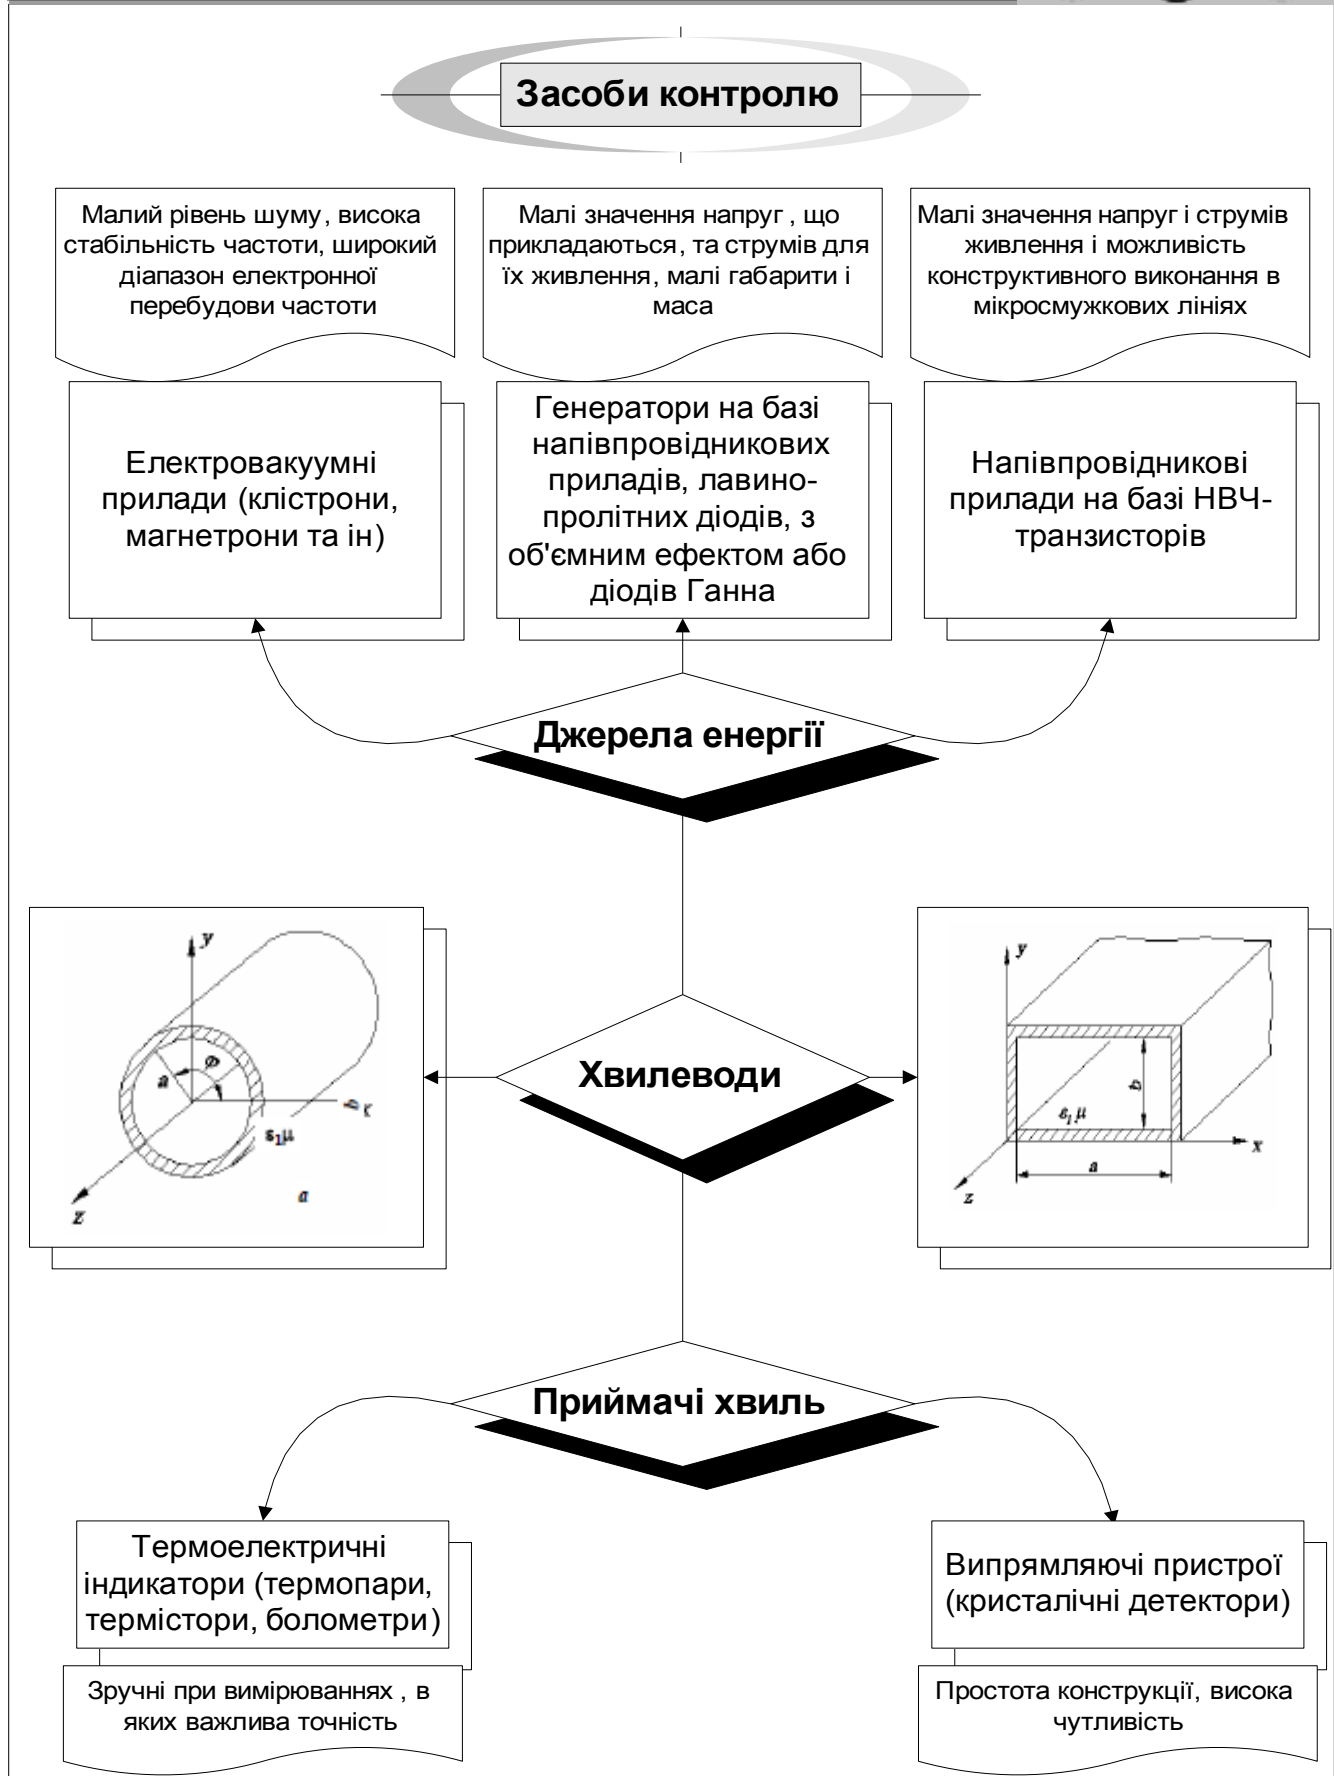 Засоби контролю
Малий рівень шуму, висока
стабільність частоти, широкий
діапазон електронної
перебудови частоти
Малі значення напруг , що
прикладаються, та струмів для
їх живлення, малі габарити і
маса
Малі значення напруг і струмів
живлення і можливість
конструктивного виконання в
мікросмужкових лініях
Електровакуумні
прилади (клістрони,
магнетрони та ін)
Генератори на базі
напівпровідникових
приладів, лавино-
пролітних діодів, з
об'ємним ефектом або
діодів Ганна
Напівпровідникові
прилади на базі НВЧ-
транзисторів
Джерела енергії
y
a
Φ
ε₁μ
a
z
Хвилеводи
y
b
ε₁ μ
x
a
z
Приймачі хвиль
Термоелектричні
індикатори (термопари,
термістори, болометри)
Випрямляючі пристрої
(кристалічні детектори)
Зручні при вимірюваннях , в
яких важлива точність
Простота конструкції, висока
чутливість